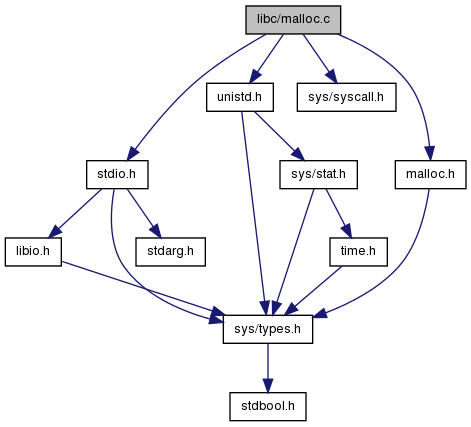 libc/malloc.c
unistd.h
sys/syscall.h
stdio.h
sys/stat.h
malloc.h
libio.h
stdarg.h
time.h
sys/types.h
stdbool.h